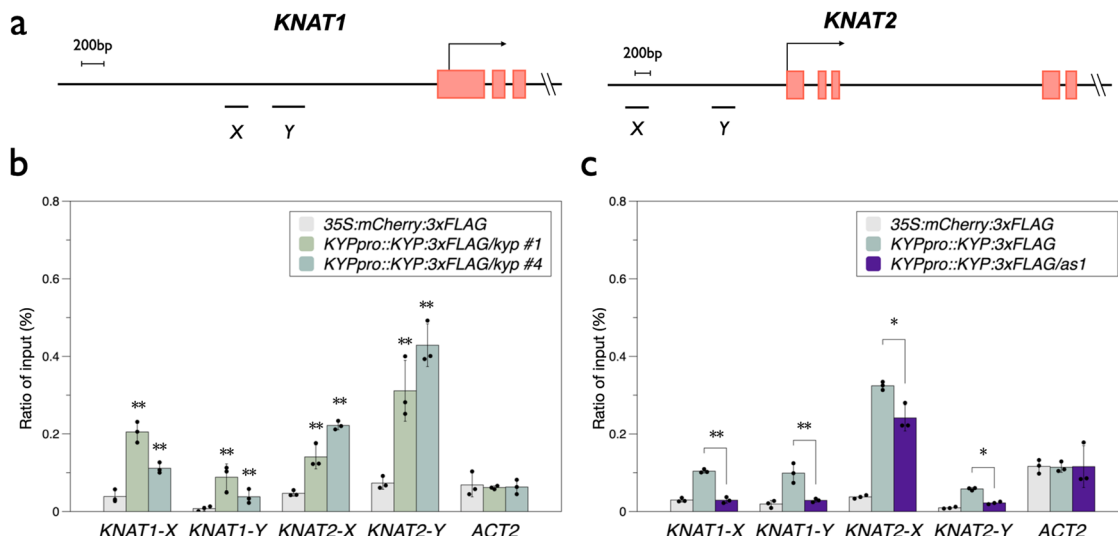 a
KNAT1
KNAT2
200bp
200bp
X
Y
X
Y
b
c
0.8
0.6
0.4
0.2
0
Ratio of input (%)
35S:mCherry:3xFLAG
KYPpro::KYP:3xFLAG/kyp #1
KYPpro::KYP:3xFLAG/kyp #4
** ** ** ** ** ** ** **
KNAT1-X KNAT1-Y KNAT2-X KNAT2-Y ACT2
0.8
0.6
0.4
0.2
0
Ratio of input (%)
35S:mCherry:3xFLAG
KYPpro::KYP:3xFLAG
KYPpro::KYP:3xFLAG/as1
** ** * *
KNAT1-X KNAT1-Y KNAT2-X KNAT2-Y ACT2